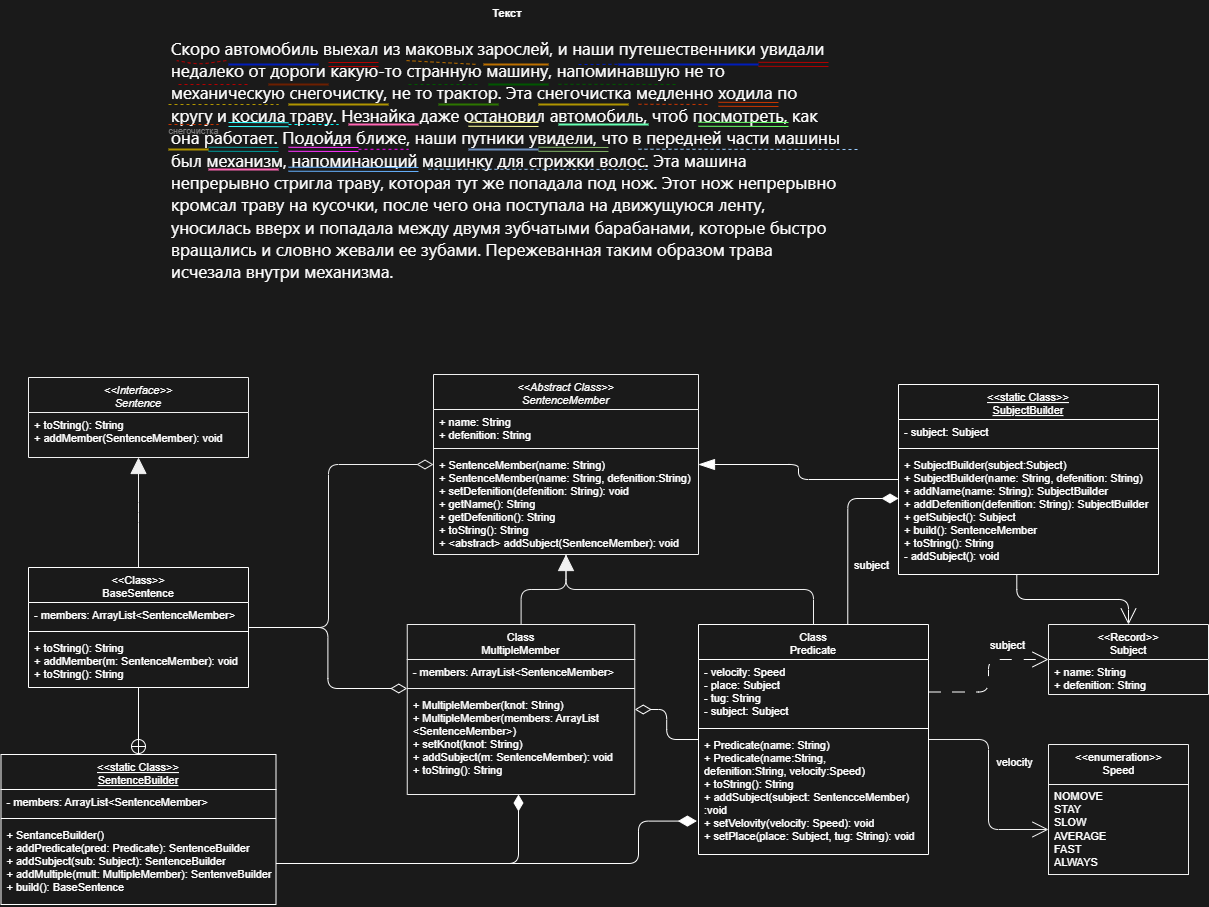 Текст
Скоро автомобиль выехал из маковых зарослей, и наши путешественники увидали
недалеко от дороги какую-то странную машину, напоминавшую не то
механическую снегочистку, не то трактор. Эта снегочистка медленно ходила по
кругу и косила траву. Незнайка даже остановил автомобиль, чтоб посмотреть, как
снегочистка
она работает. Подойдя ближе, наши путники увидели, что в передней части машины
был механизм, напоминающий машинку для стрижки волос. Эта машина
непрерывно стригла траву, которая тут же попадала под нож. Этот нож непрерывно
кромсал траву на кусочки, после чего она поступала на движущуюся ленту,
уносилась вверх и попадала между двумя зубчатыми барабанами, которые быстро
вращались и словно жевали ее зубами. Пережеванная таким образом трава
исчезала внутри механизма.
<<Interface>>
Sentence
+ toString(): String
+ addMember(SentenceMember): void
<<Abstract Class>>
SentenceMember
+ name: String
+ defenition: String
+ SentenceMember(name: String)
+ SentenceMember(name: String, defenition:String)
+ setDefenition(defenition: String): void
+ getName(): String
+ getDefenition(): String
+ toString(): String
+ <abstract> addSubject(SentenceMember): void
<<static Class>>
SubjectBuilder
- subject: Subject
+ SubjectBuilder(subject:Subject)
+ SubjectBuilder(name: String, defenition: String)
+ addName(name: String): SubjectBuilder
+ addDefenition(defenition: String): SubjectBuilder
+ getSubject(): Subject
+ build(): SentenceMember
+ toString(): String
- addSubject(): void
subject
<<Class>>
BaseSentence
- members: ArrayList<SentenceMember>
+ toString(): String
+ addMember(m: SentenceMember): void
+ toString(): String
Class
MultipleMember
- members: ArrayList<SentenceMember>
+ MultipleMember(knot: String)
+ MultipleMember(members: ArrayList
<SentenceMember>)
+ setKnot(knot: String)
+ addSubject(m: SentenceMember): void
+ toString(): String
Class
Predicate
- velocity: Speed
- place: Subject
- tug: String
- subject: Subject
+ Predicate(name: String)
+ Predicate(name:String,
defenition:String, velocity:Speed)
+ toString(): String
+ addSubject(subject: SentencceMember)
:void
+ setVelovity(velocity: Speed): void
+ setPlace(place: Subject, tug: String): void
subject
<<Record>>
Subject
+ name: String
+ defenition: String
velocity
<<enumeration>>
Speed
NOMOVE
STAY
SLOW
AVERAGE
FAST
ALWAYS
<<static Class>>
SentenceBuilder
- members: ArrayList<SentenceMember>
+ SentanceBuilder()
+ addPredicate(pred: Predicate): SentenceBuilder
+ addSubject(sub: Subject): SentenceBuilder
+ addMultiple(mult: MultipleMember): SentenveBuilder
+ build(): BaseSentence